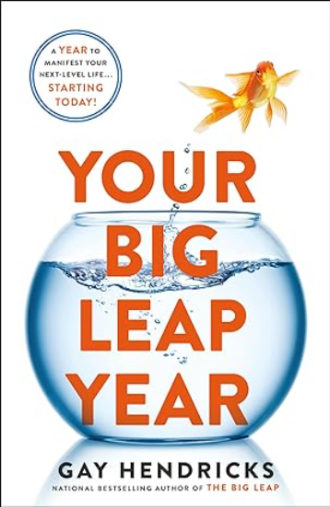 A YEAR TO
MANIFEST YOUR
NEXT-LEVEL LIFE...
STARTING
TODAY!
YOUR
BIG
LEAP
YEAR
GAY HENDRICKS
NATIONAL BESTSELLING AUTHOR OF THE BIG LEAP